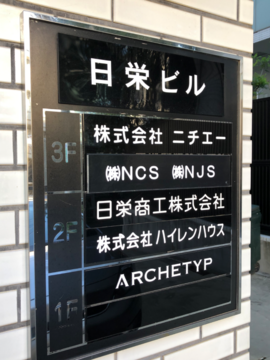 日栄ビル
3F
株式会社 ニチエー
㈱NCS ㈱NJS
2F
日栄商工株式会社
株式会社 ハイレンハウス
ARCHETYP
1F